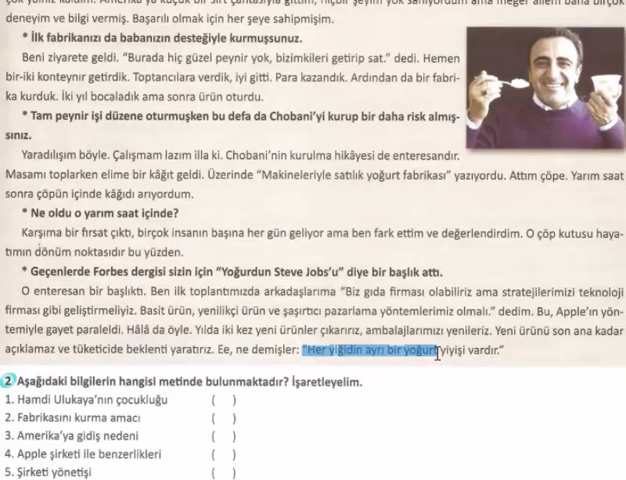 deneyim ve bilgi vermiş. Başarılı olmak için her şeye sahipmişim.
* İlk fabrikanızı da babanızın desteğiyle kurmuşsunuz.
Beni ziyarete geldi. “Burada hiç güzel peynir yok, bizimkileri getirip sat.” dedi. Hemen
bir-iki konteynır getirdik. Toptancılara verdik, iyi gitti. Para kazandık. Ardından da bir fabri-
ka kurduk. İki yıl bocaladık ama sonra ürün oturdu.
* Tam peynir işi düzene oturmuşken bu defa da Chobani’yi kurup bir daha risk almış-
sınız.
Yaradılışım böyle. Çalışmam lazım illa ki. Chobani’nin kurulma hikâyesi de enteresandır.
Masamı toplarken elime bir kâğıt geldi. Üzerinde “Makineleriyle satılık yoğurt fabrikası” yazıyordu. Attım çöpe. Yarım saat
sonra çöpün içinde kâğıdı arıyordum.
* Ne oldu o yarım saat içinde?
Karşıma bir fırsat çıktı, birçok insanın başına her gün geliyor ama ben fark ettim ve değerlendirdim. O çöp kutusu haya-
tımın dönüm noktasıdır bu yüzden.
* Geçenlerde Forbes dergisi sizin için “Yoğurdun Steve Jobs’u” diye bir başlık attı.
O enteresan bir başlıktı. Ben ilk toplantımızda arkadaşlarıma “Biz gıda firması olabiliriz ama stratejilerimizi teknoloji
firması gibi geliştirmeliyiz. Basit ürün, yenilikçi ürün ve şaşırtıcı pazarlama yöntemlerimiz olmalı.” dedim. Bu, Apple’ın yön-
temiyle gayet paraleldi. Hâlâ da öyle. Yılda iki kez yeni ürünler çıkarırız, ambalajlarımızı yenileriz. Yeni ürünü son ana kadar
açıklamaz ve tüketicide beklenti yaratırız. Ee, ne demişler: “Her yiğidin ayrı bir yoğurt yiyişi vardır.”
2 Aşağıdaki bilgilerin hangisi metinde bulunmaktadır? İşaretleyelim.
1. Hamdi Ulukaya’nın çocukluğu ( )
2. Fabrikasını kurma amacı ( )
3. Amerika’ya gidiş nedeni ( )
4. Apple şirketi ile benzerlikleri ( )
5. Şirketi yönetişi ( )